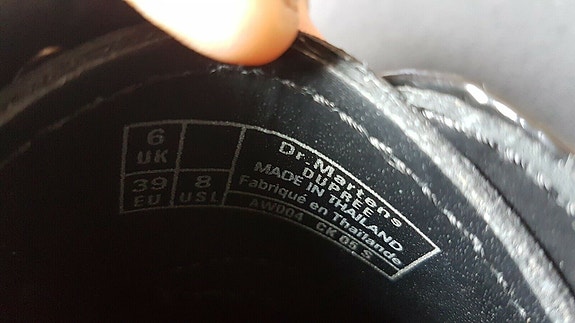 6
UK
39
EU
8
USL
Dr. Martens
DUPREE
MADE IN THAILAND
Fabriqué en Thaïlande
AW004 CK 05 S